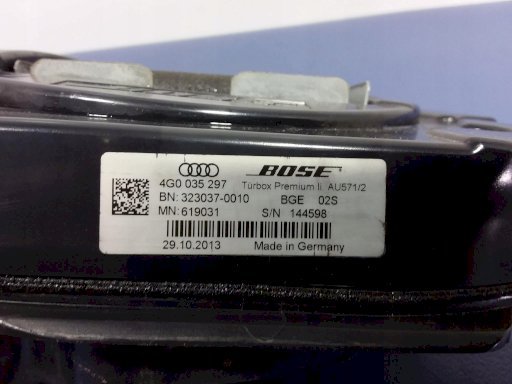 BOSE
4G0 035 297 Turbox Premium li. AU571/2
BN: 323037-0010 BGE 02S
MN: 619031 S/N 144598
29.10.2013 Made in Germany